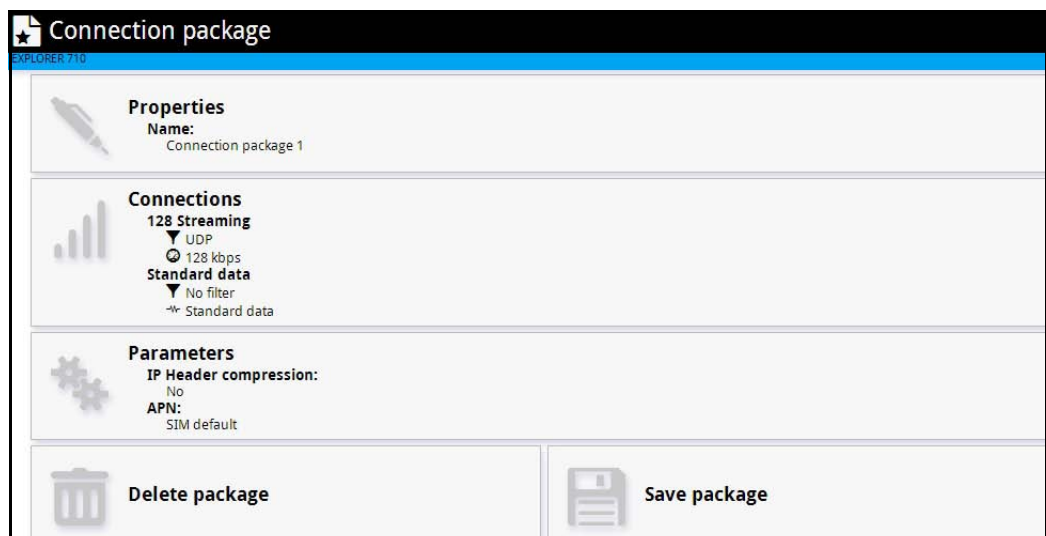 Connection package
EXPLORER 710
Properties
Name:
Connection package 1
Connections
128 Streaming
UDP
128 kbps
Standard data
No filter
Standard data
Parameters
IP Header compression:
No
APN:
SIM default
Delete package
Save package